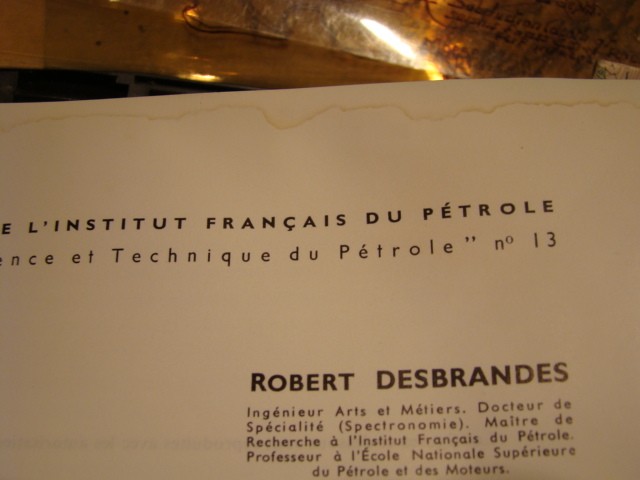 E L'INSTITUT FRANÇAIS DU PÉTROLE
ence et Technique du Pétrole" nº 13
ROBERT DESBRANDES
Ingénieur Arts et Métiers. Docteur de
Spécialité (Spectronomie). Maître de
Recherche à l'Institut Français du Pétrole.
Professeur à l'École Nationale Supérieure
du Pétrole et des Moteurs.